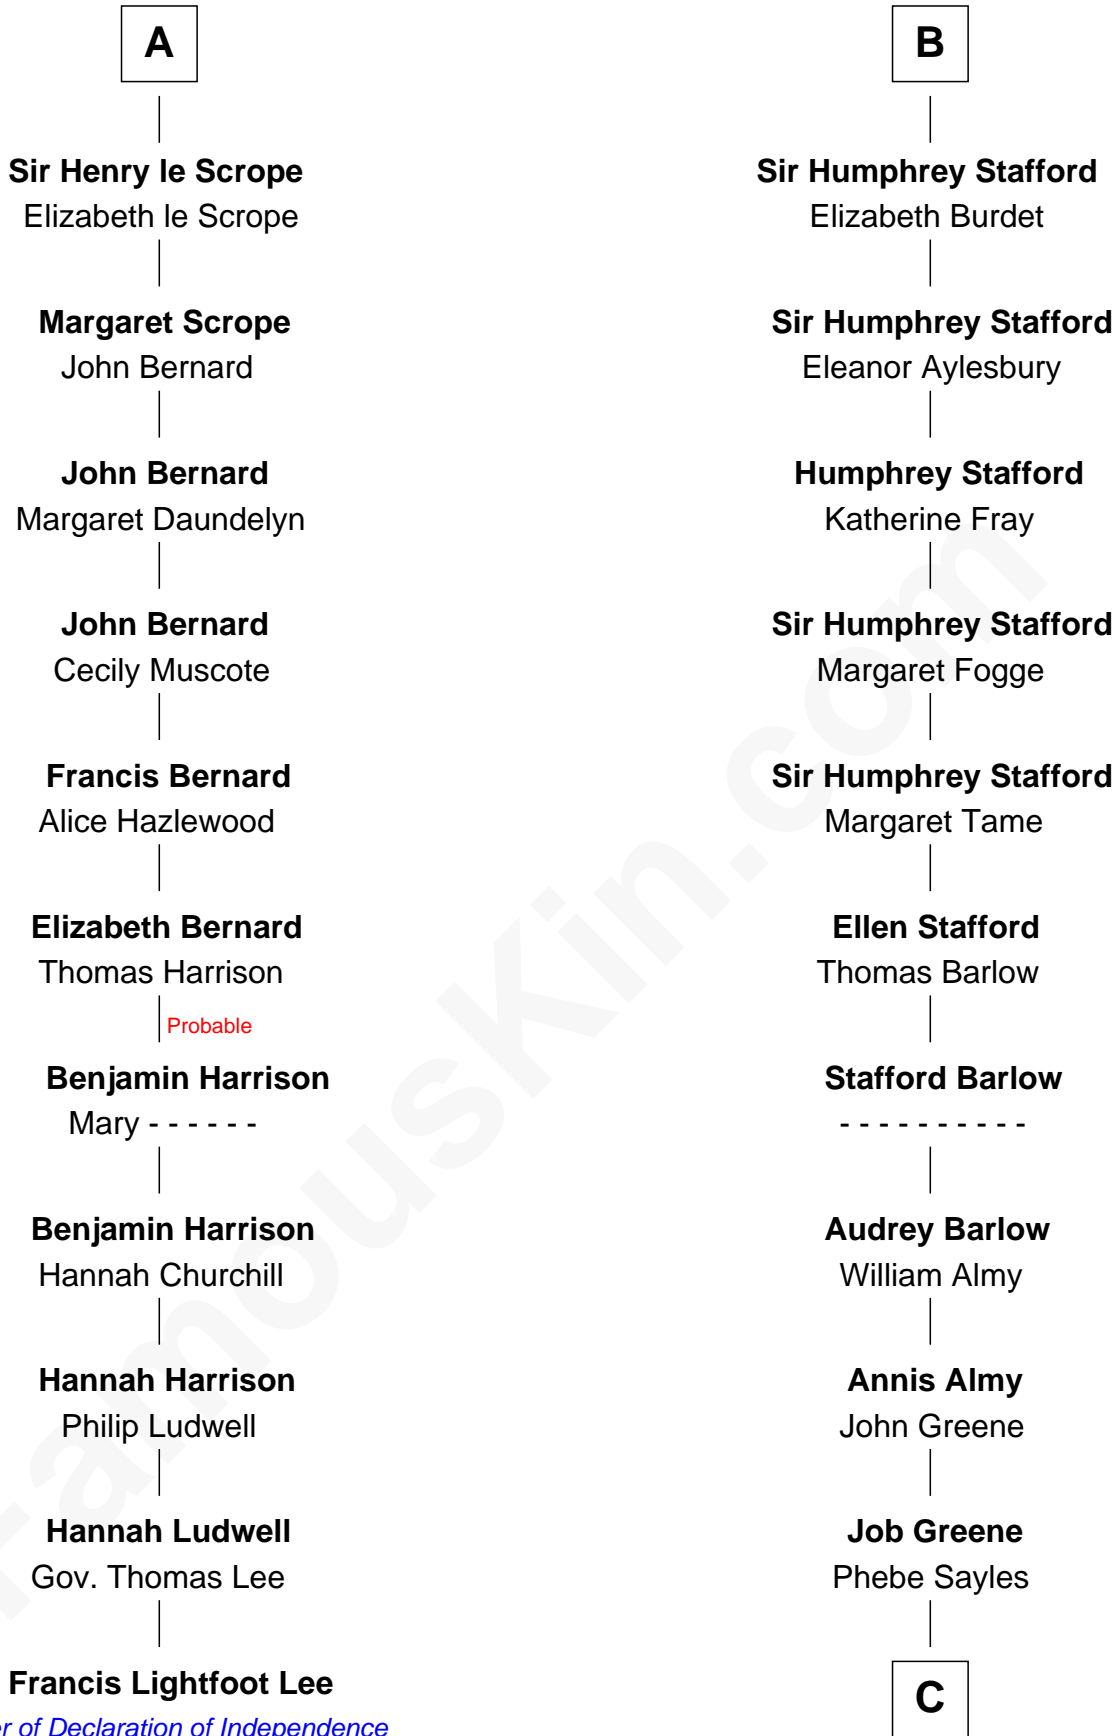 A
Sir Henry le Scrope
Elizabeth le Scrope
Margaret Scrope
John Bernard
John Bernard
Margaret Daundelyn
John Bernard
Cecily Muscote
Francis Bernard
Alice Hazlewood
Elizabeth Bernard
Thomas Harrison
Probable
Benjamin Harrison
Mary - - - - - -
Benjamin Harrison
Hannah Churchill
Hannah Harrison
Philip Ludwell
Hannah Ludwell
Gov. Thomas Lee
Francis Lightfoot Lee
er of Declaration of Independence
B
Sir Humphrey Stafford
Elizabeth Burdet
Sir Humphrey Stafford
Eleanor Aylesbury
Humphrey Stafford
Katherine Fray
Sir Humphrey Stafford
Margaret Fogge
Sir Humphrey Stafford
Margaret Tame
Ellen Stafford
Thomas Barlow
Stafford Barlow
- - - - - - - - - -
Audrey Barlow
William Almy
Annis Almy
John Greene
Job Greene
Phebe Sayles
C
FamousKin.com